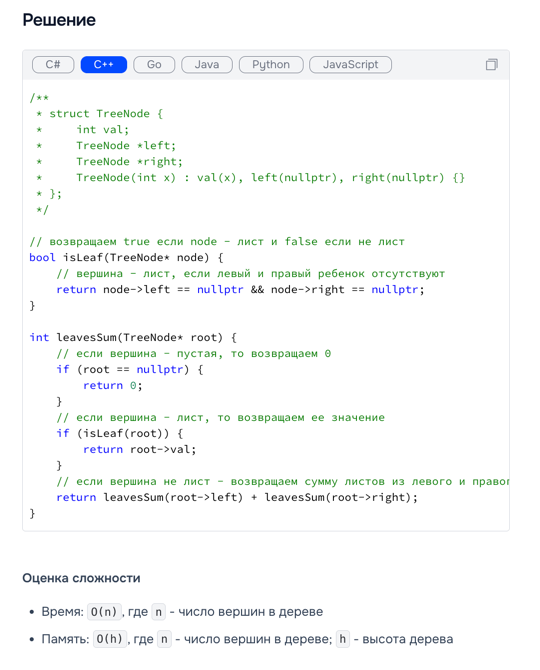 Решение
C# C++ Go Java Python JavaScript
/**
 * struct TreeNode {
 *     int val;
 *     TreeNode *left;
 *     TreeNode *right;
 *     TreeNode(int x) : val(x), left(nullptr), right(nullptr) {}
 * };
 */

// возвращаем true если node - лист и false если не лист
bool isLeaf(TreeNode* node) {
    // вершина - лист, если левый и правый ребенок отсутствуют
    return node->left == nullptr && node->right == nullptr;
}

int leavesSum(TreeNode* root) {
    // если вершина - пустая, то возвращаем 0
    if (root == nullptr) {
        return 0;
    }
    // если вершина - лист, то возвращаем ее значение
    if (isLeaf(root)) {
        return root->val;
    }
    // если вершина не лист - возвращаем сумму листов из левого и
    return leavesSum(root->left) + leavesSum(root->right);
}
Оценка сложности
• Время: O(n), где n - число вершин в дереве
• Память: O(h), где n - число вершин в дереве; h - высота дерева